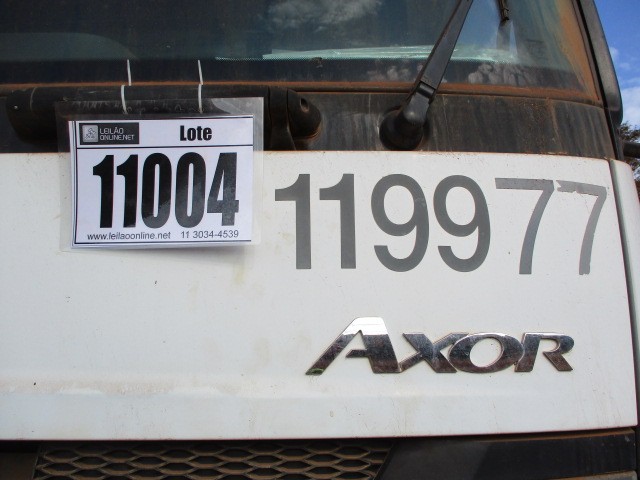 LEILÃO
ONLINE.NET
Lote
11004
www.leilaoonline.net 11 3034-4539
119977
AXOR